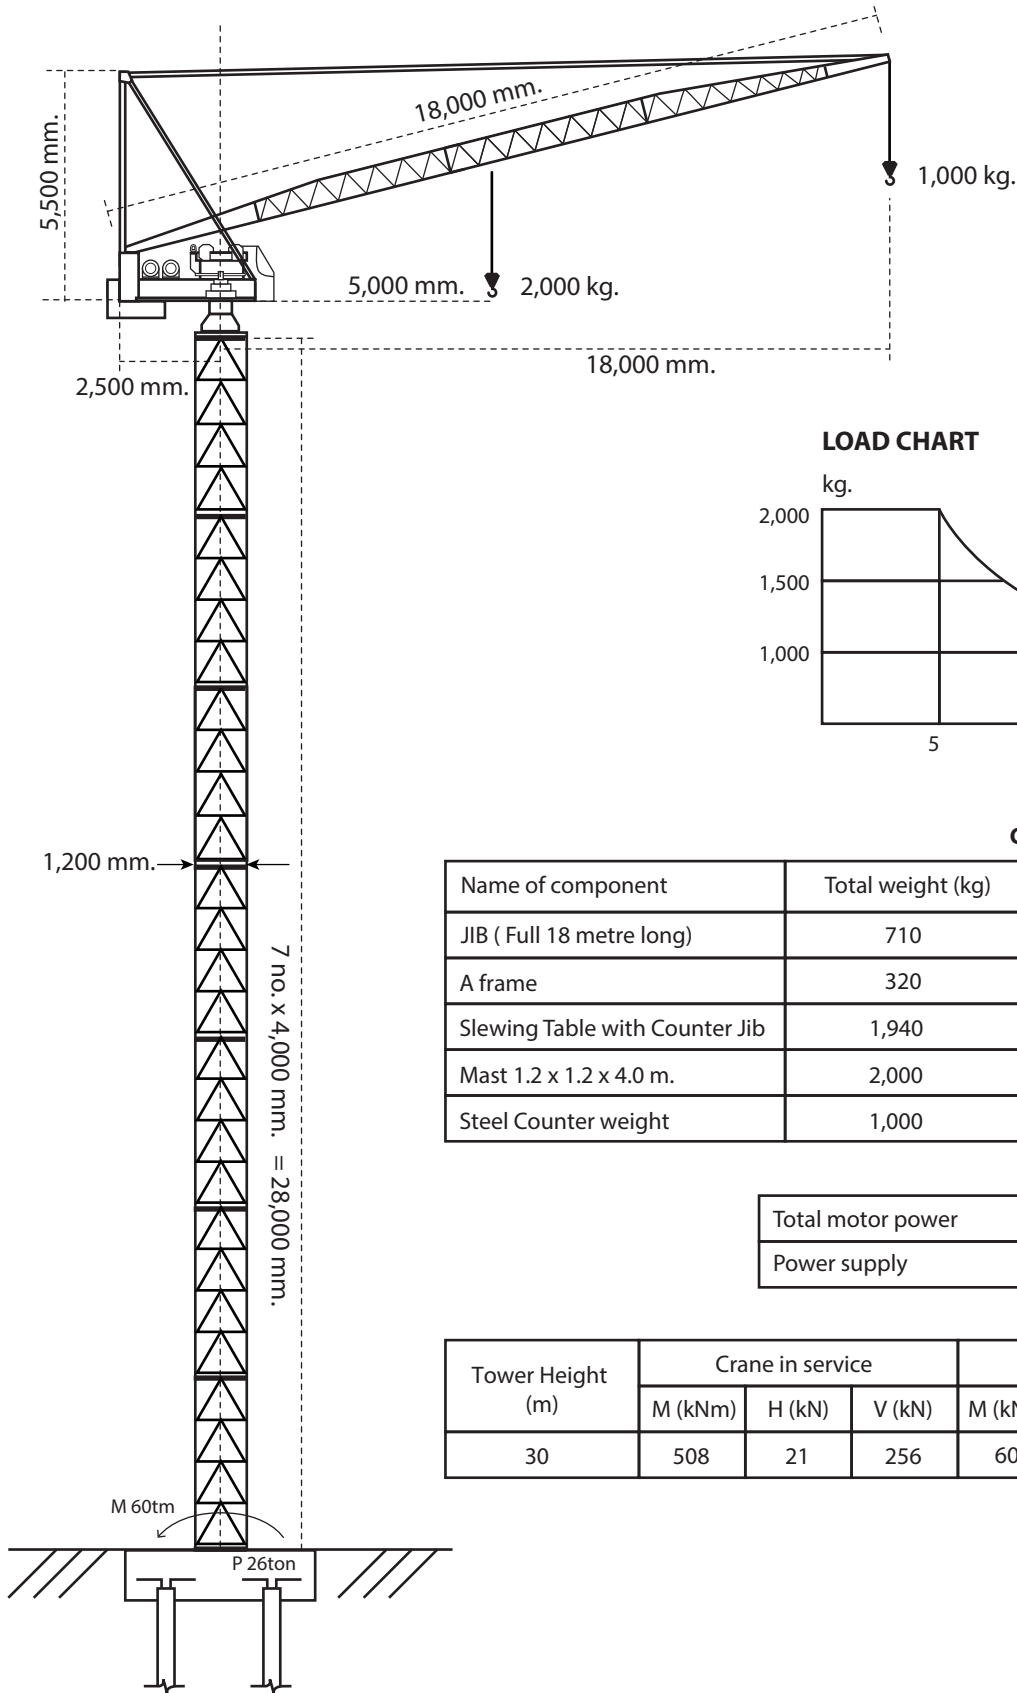 18,000 mm.
5,500 mm.
1,000 kg.
5,000 mm.
2,000 kg.
18,000 mm.
2,500 mm.
LOAD CHART
kg.
2,000
1,500
1,000
5
1,200 mm.
7 no. x 4,000 mm. = 28,000 mm.
Name of component Total weight (kg)
JIB ( Full 18 metre long) 710
A frame 320
Slewing Table with Counter Jib 1,940
Mast 1.2 x 1.2 x 4.0 m. 2,000
Steel Counter weight 1,000
Total motor power
Power supply
Tower Height (m) Crane in service
M (kNm) H (kN) V (kN)
30 508 21 256 60
M 60tm
P 26ton